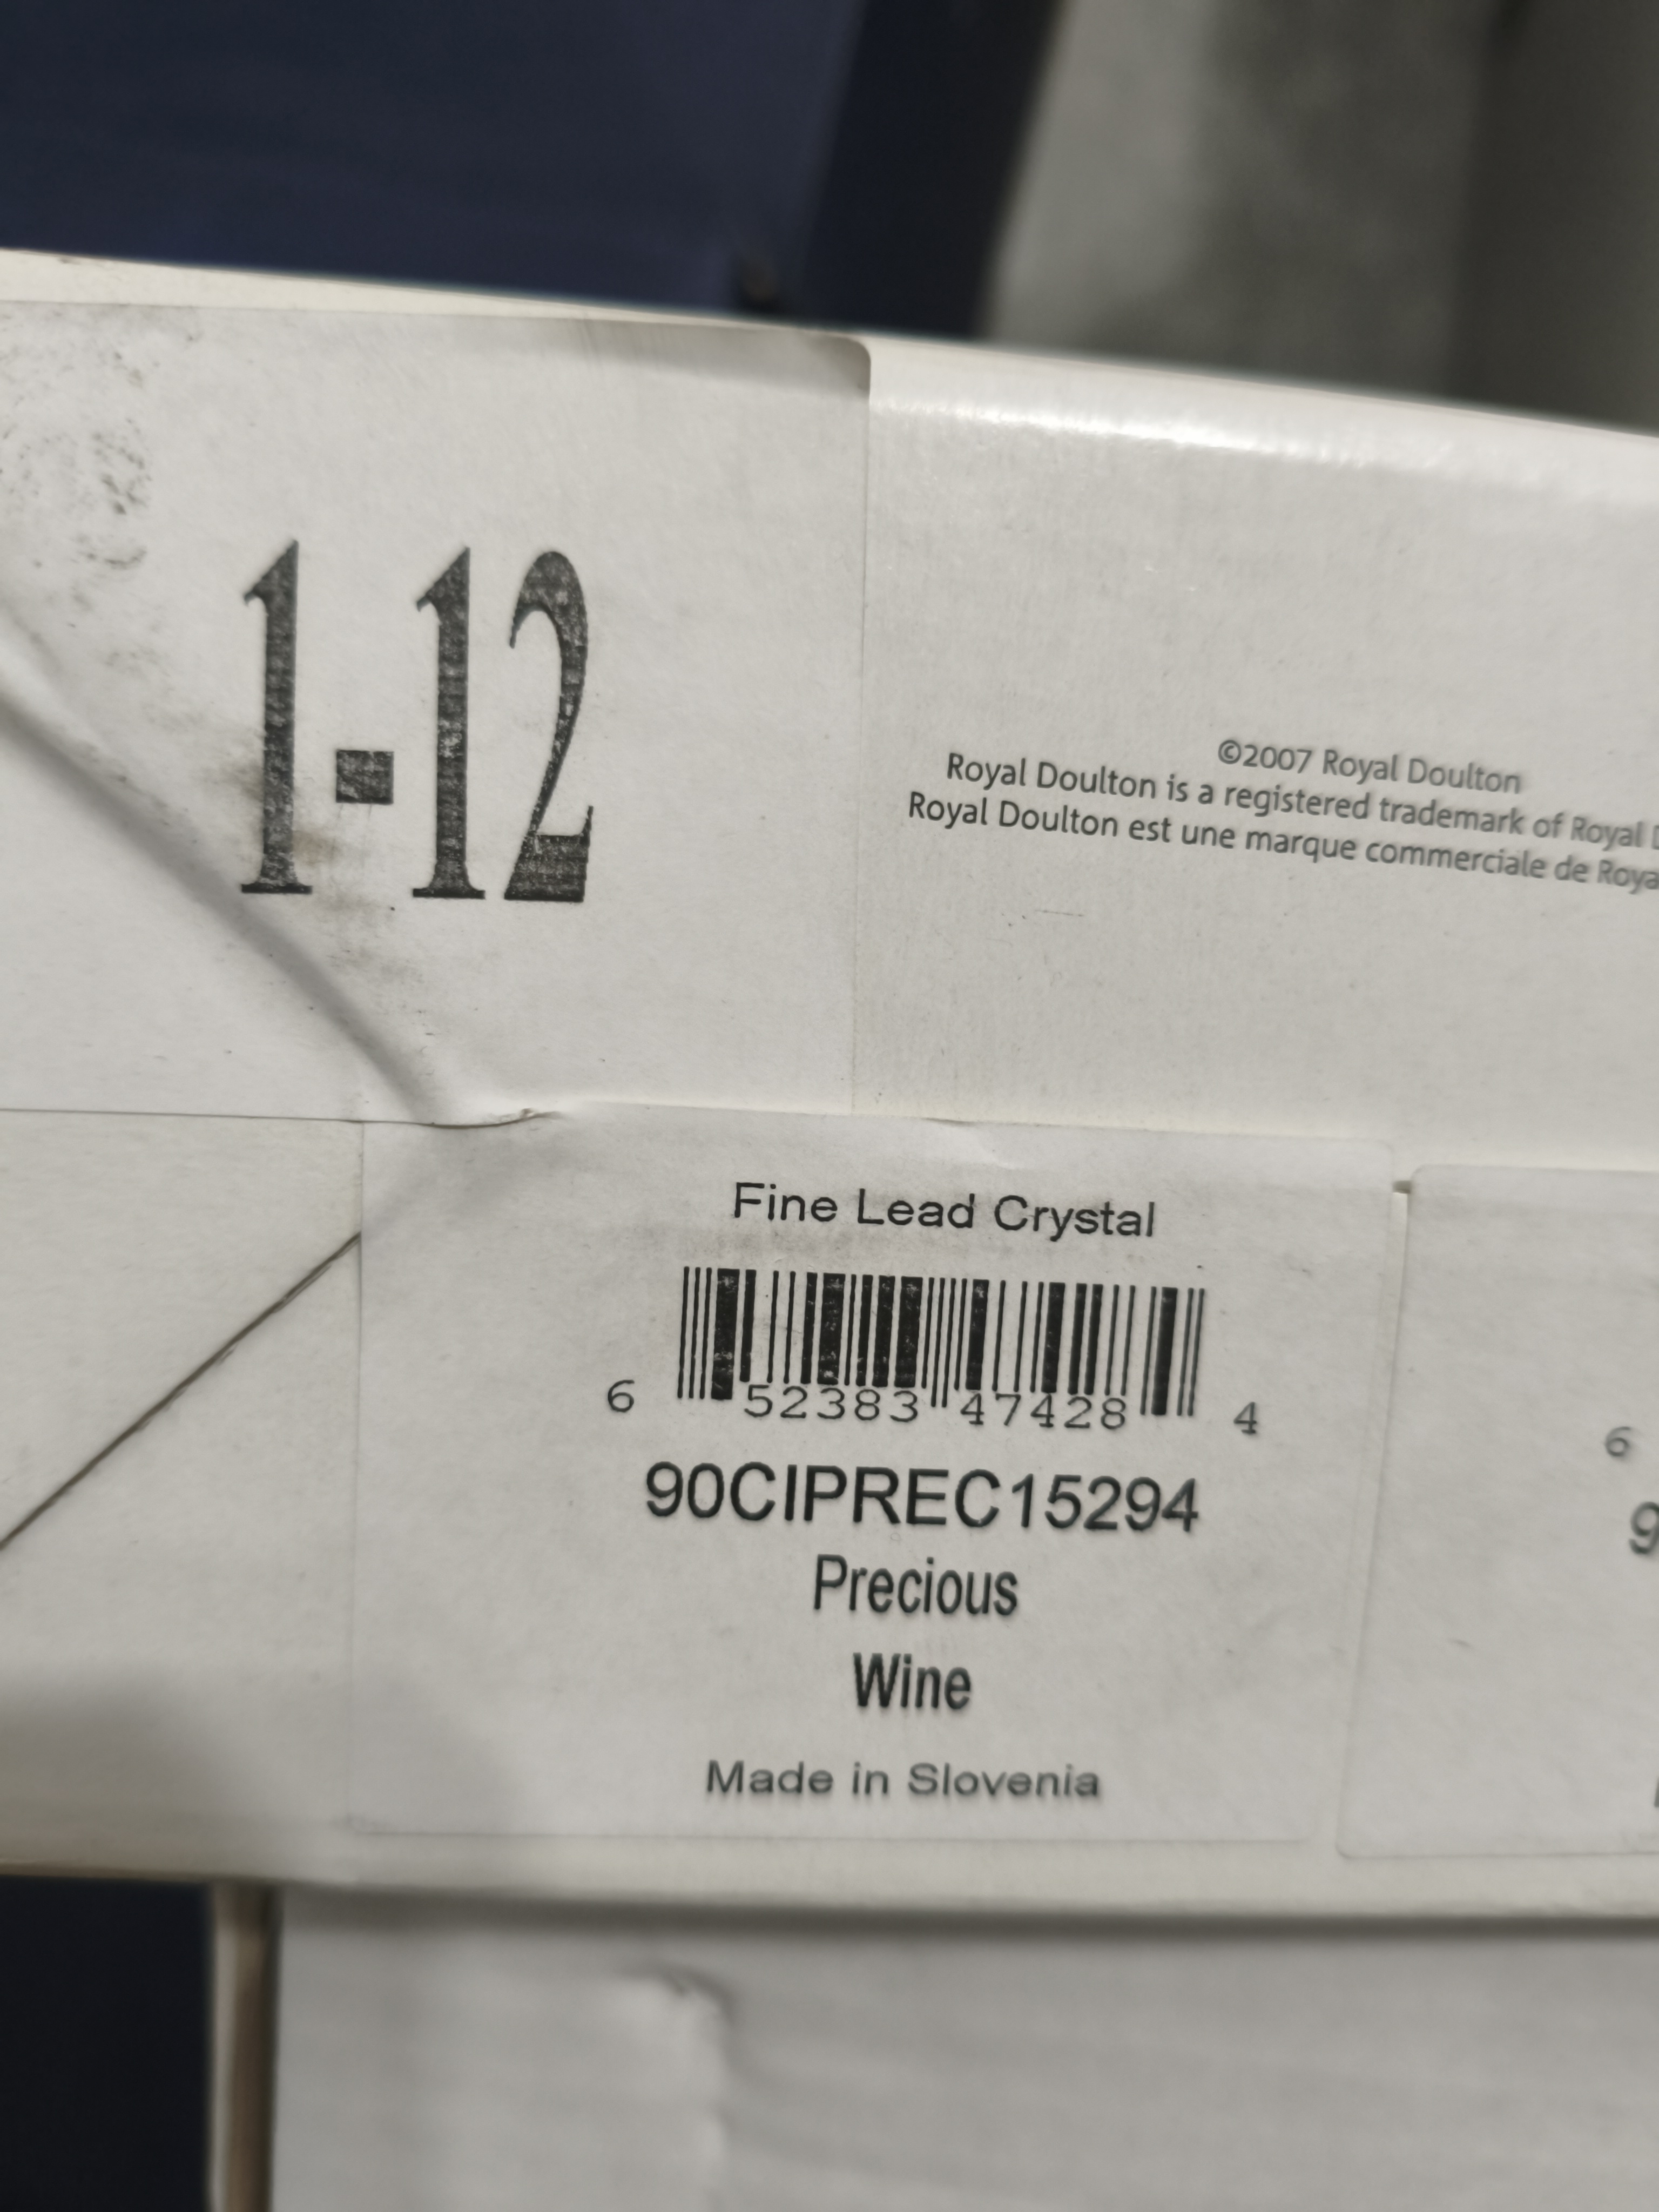 1-12
©2007 Royal Doulton
Royal Doulton is a registered trademark of Royal
Royal Doulton est une marque commerciale de
Fine Lead Crystal
6 52383 47428 4
90CIPREC15294
Precious
Wine
Made in Slovenia
6
9